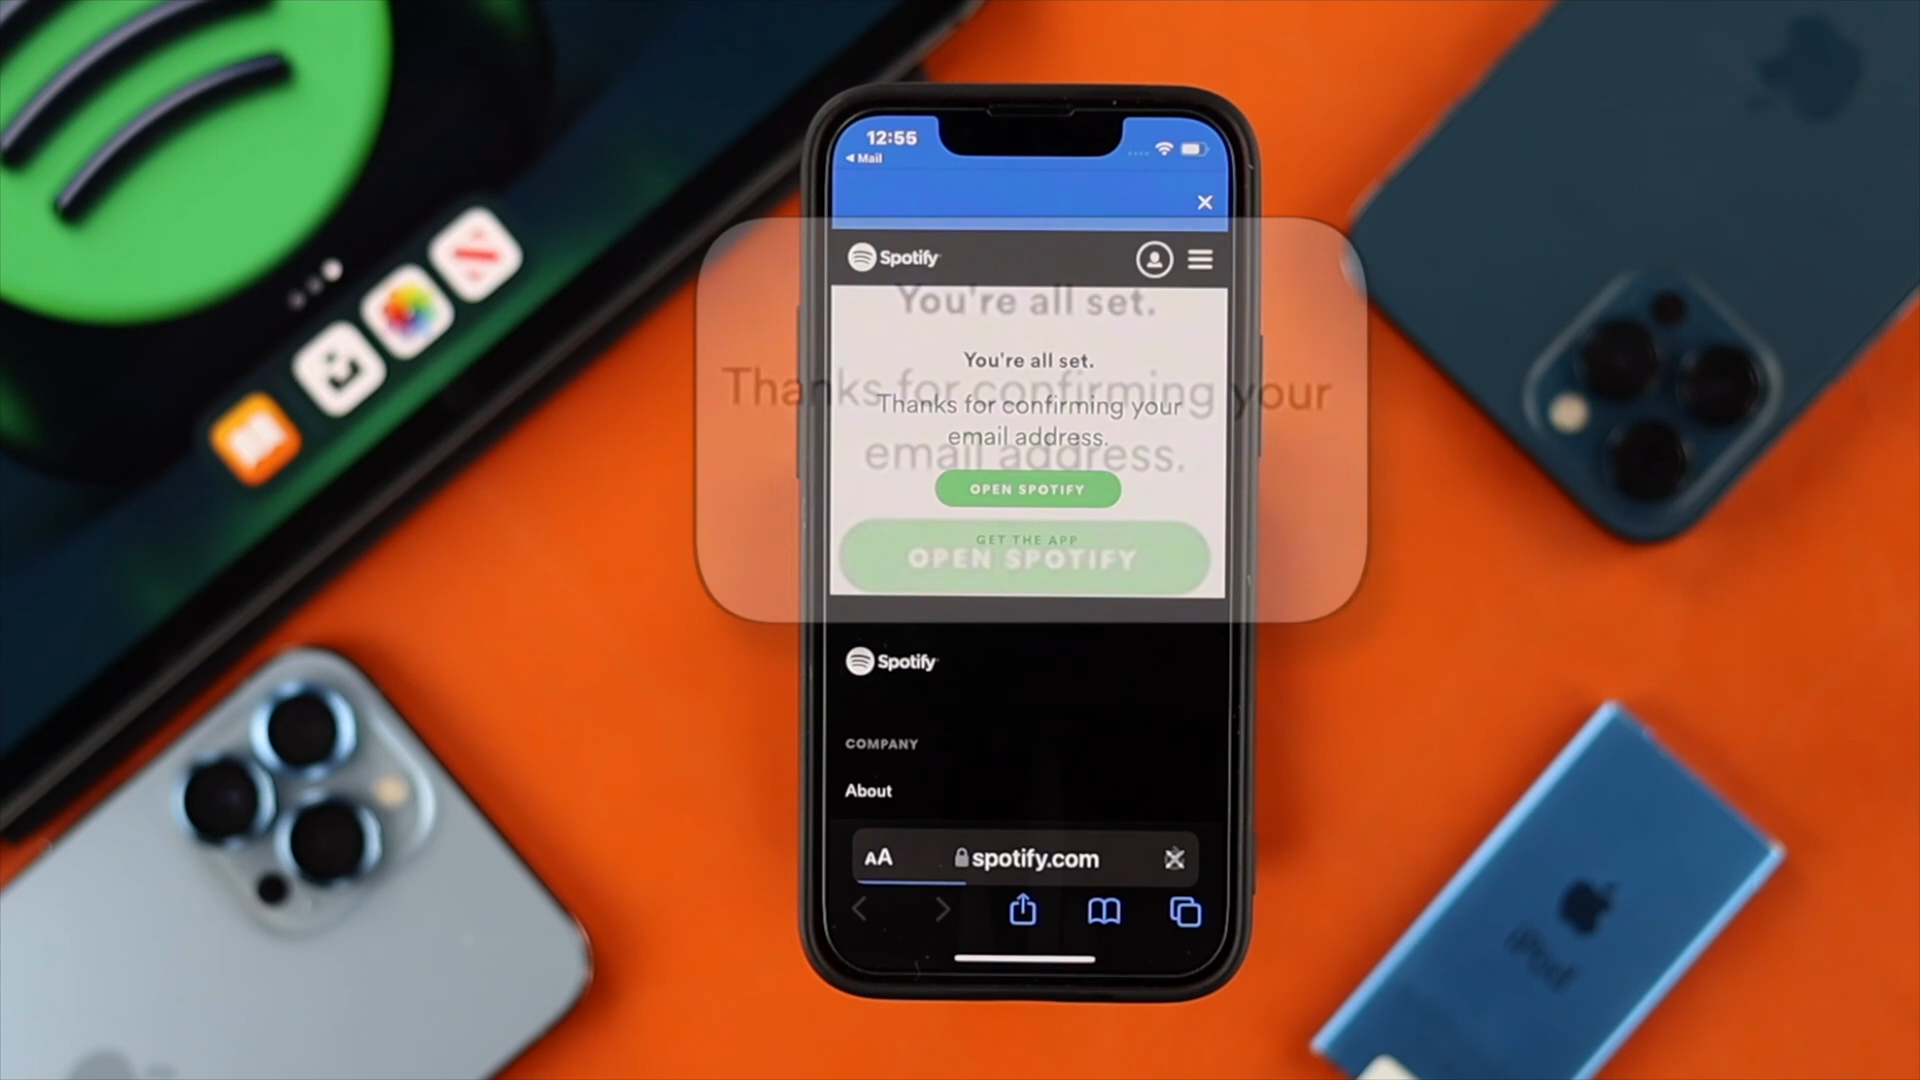 12:55
◀ Mail
Spotify
You're all set.
You're all set.
Thanks for confirming your
Thanks for confirming your
email address.
email address.
OPEN SPOTIFY
GET THE APP
OPEN SPOTIFY
Spotify
COMPANY
About
AA
spotify.com
iPod